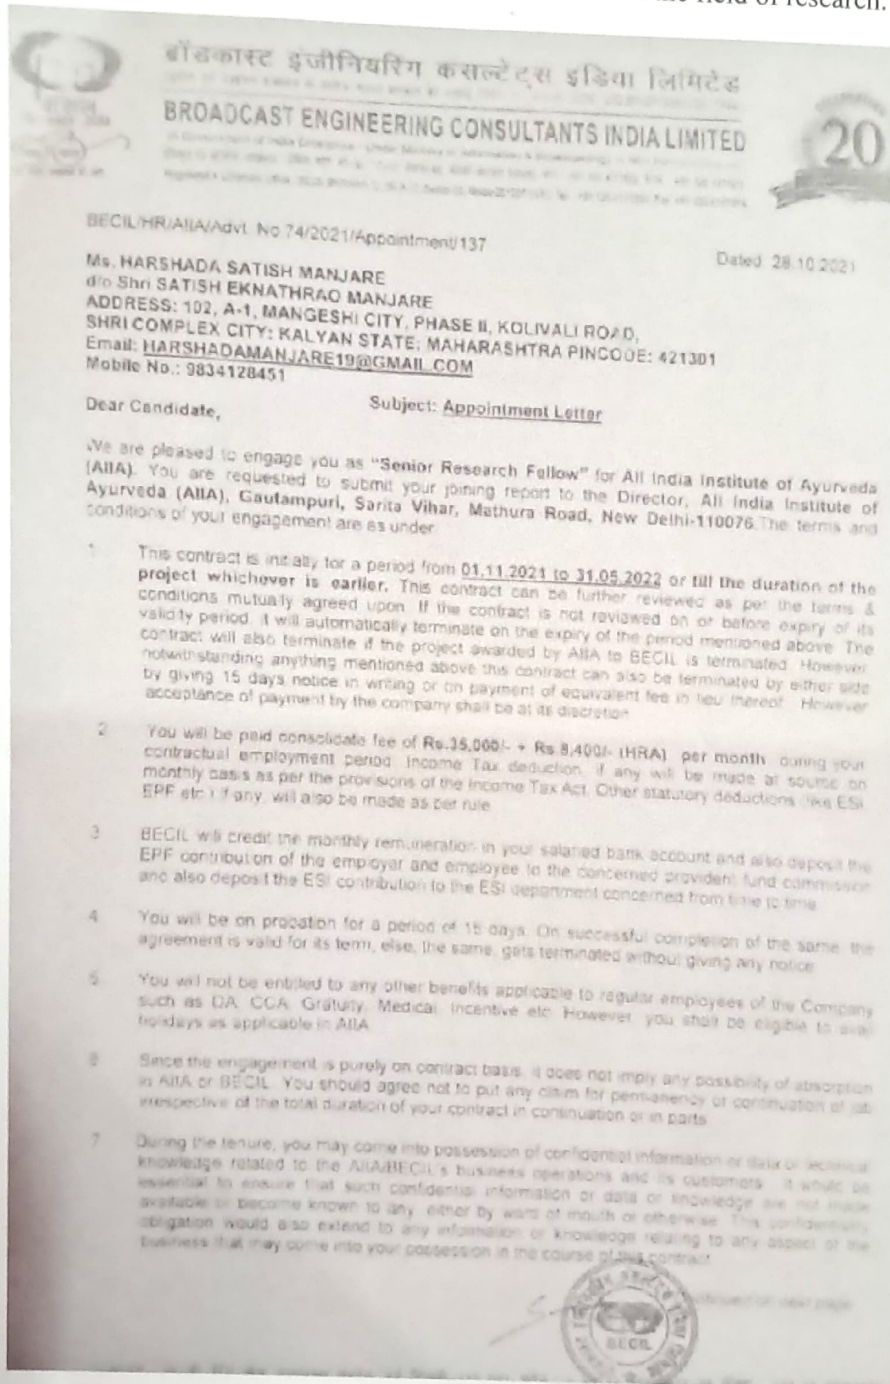 field of research.
ब्रॉडकास्ट इंजीनियरिंग कंसल्टेंट्स इंडिया लिमिटेड
BROADCAST ENGINEERING CONSULTANTS INDIA LIMITED
20
BECIL/HR/AIIA/Advt. No.74/2021/Appointment/137
Dated: 28.10.2021
Ms. HARSHADA SATISH MANJARE
d/o Shri SATISH EKNATHRAO MANJARE
ADDRESS: 102, A-1, MANGESHI CITY, PHASE II, KOLIVALI ROAD,
SHRI COMPLEX CITY: KALYAN STATE: MAHARASHTRA PINCODE: 421301
Email: HARSHADAMANJARE19@GMAIL.COM
Mobile No.: 9834128451
Dear Candidate,
Subject: Appointment Letter
We are pleased to engage you as "Senior Research Fellow" for All India Institute of Ayurveda
(AIIA). You are requested to submit your joining report to the Director, All India Institute of
Ayurveda (AIIA), Gautampuri, Sarita Vihar, Mathura Road, New Delhi-110076.The terms and
conditions of your engagement are as under
1 This contract is initially for a period from 01.11.2021 to 31.05.2022 or till the duration of the
project whichever is earlier. This contract can be further reviewed as per the terms &
conditions mutually agreed upon. If the contract is not reviewed on or before expiry of its
validity period, it will automatically terminate on the expiry of the period mentioned above. The
contract will also terminate if the project awarded by AIIA to BECIL is terminated. However
notwithstanding anything mentioned above this contract can also be terminated by either side
by giving 15 days notice in writing or on payment of equivalent fee in lieu thereof. However
acceptance of payment by the company shall be at its discretion
2 You will be paid consolidate fee of Rs.35,000/- + Rs 8,400/- (HRA) per month during your
contractual employment period. Income Tax deduction, if any will be made at source on
monthly basis as per the provisions of the Income Tax Act. Other statutory deductions like ESI
EPF etc.) if any, will also be made as per rule
3 BECIL will credit the monthly remuneration in your salaried bank account and also deposit the
EPF contribution of the employer and employee to the concerned provident fund commission
and also deposit the ESI contribution to the ESI department concerned from time to time
4 You will be on probation for a period of 15 days. On successful completion of the same, the
agreement is valid for its term, else, the same, gets terminated without giving any notice
5 You will not be entitled to any other benefits applicable to regular employees of the Company
such as DA, CCA, Gratuity, Medical, Incentive etc. However, you shall be eligible to avail
holidays as applicable in AIIA
6 Since the engagement is purely on contract basis, it does not imply any possibility of absorption
in AIIA or BECIL. You should agree not to put any claim for permanency or continuation of job
irrespective of the total duration of your contract in continuation or in parts
7 During the tenure, you may come into possession of confidential information or data or technical
knowledge related to the AIIA/BECIL's business operations and its customers. It would be
essential to ensure that such confidential information or data or knowledge are not made
available or become known to any, either by word of mouth or otherwise. This confidentiality
obligation would also extend to any information or knowledge relating to any aspect of the
business that may come into your possession in the course of this contract
on next page
BECIL